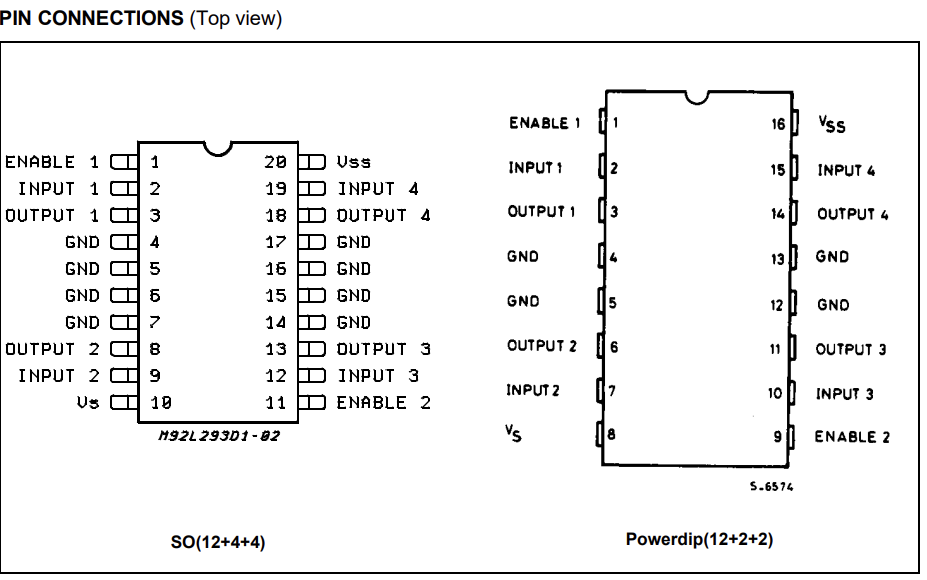 PIN CONNECTIONS (Top view)
ENABLE 1 1 20 Vss
INPUT 1 2 19 INPUT 4
OUTPUT 1 3 18 OUTPUT 4
GND 4 17 GND
GND 5 16 GND
GND 6 15 GND
GND 7 14 GND
OUTPUT 2 8 13 OUTPUT 3
INPUT 2 9 12 INPUT 3
Vs 10 11 ENABLE 2
M92L293D1-02
SO(12+4+4)
ENABLE 1 1 16 VSS
INPUT 1 2 15 INPUT 4
OUTPUT 1 3 14 OUTPUT 4
GND 4 13 GND
GND 5 12 GND
OUTPUT 2 6 11 OUTPUT 3
INPUT 2 7 10 INPUT 3
VS 8 9 ENABLE 2
S-6574
Powerdip(12+2+2)